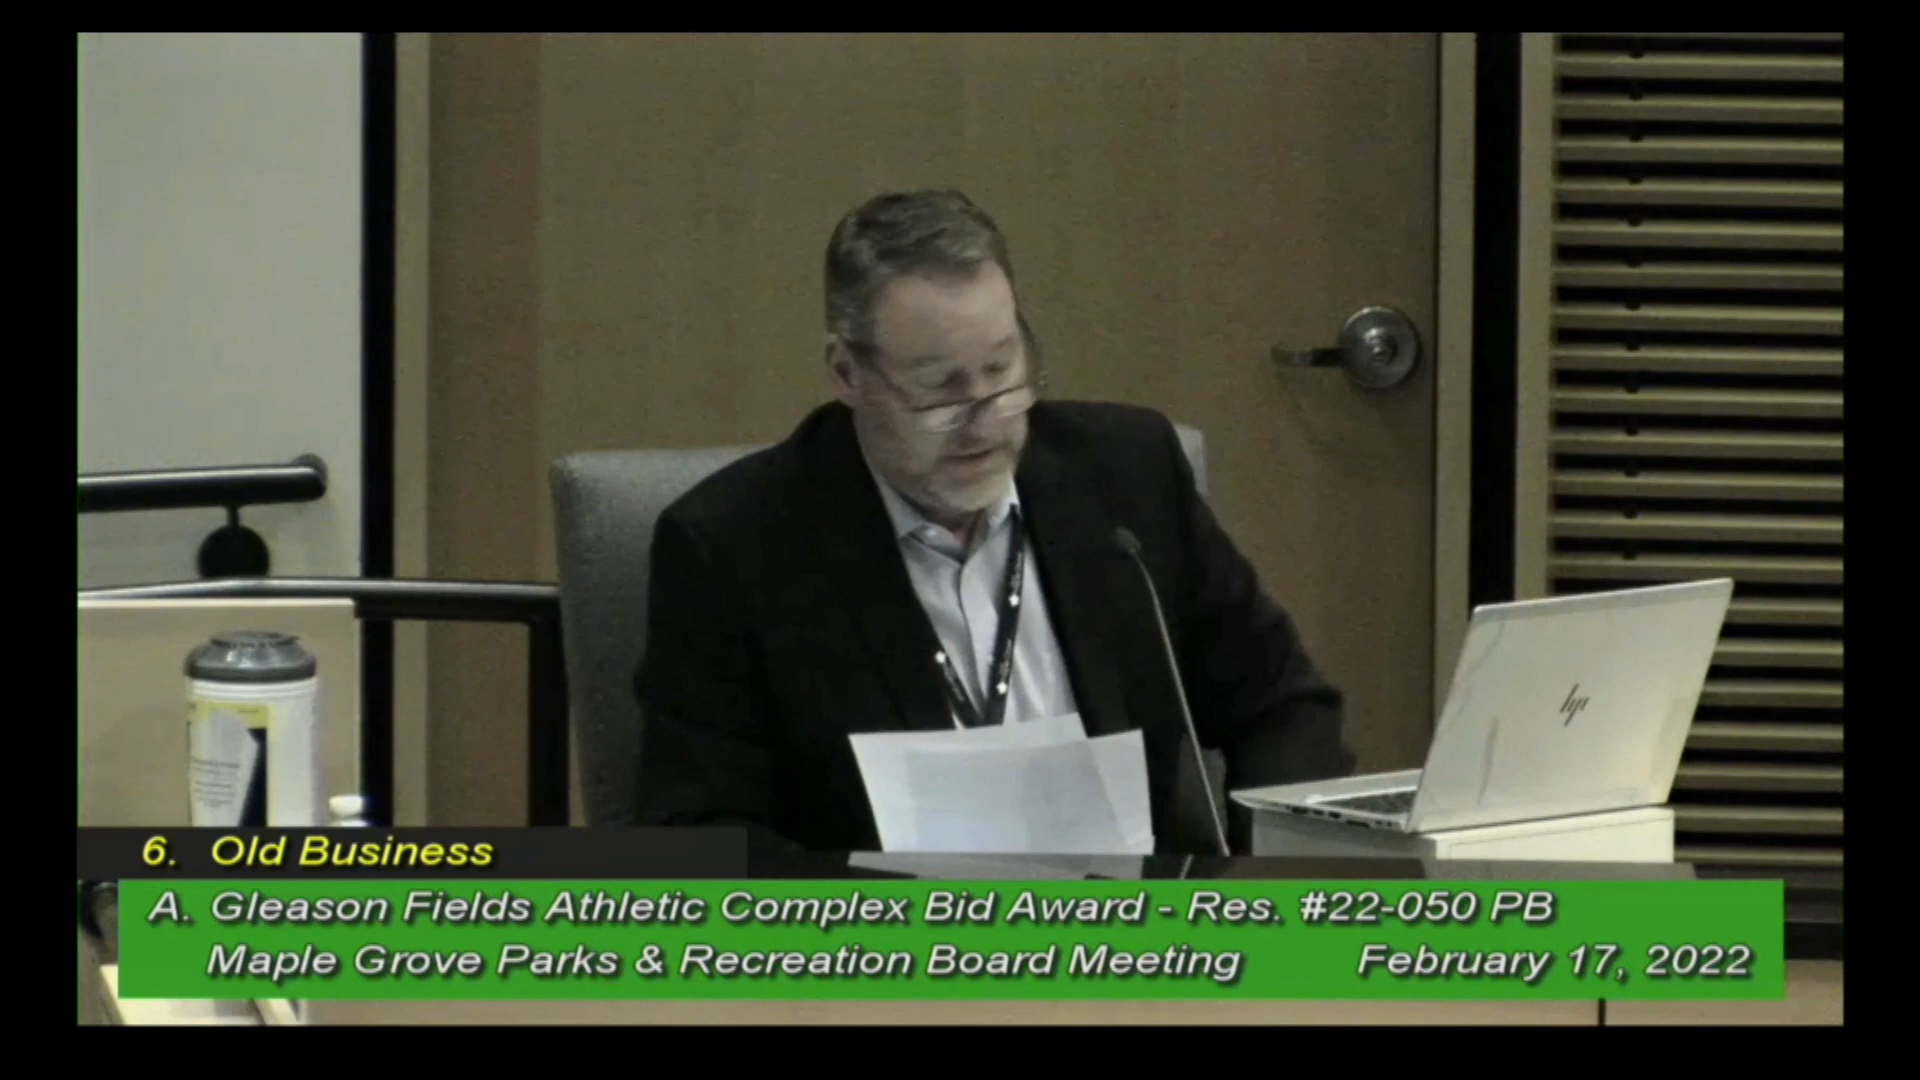 hp
6. Old Business
A. Gleason Fields Athletic Complex Bid Award - Res. #22-050 PB
Maple Grove Parks & Recreation Board Meeting February 17, 2022